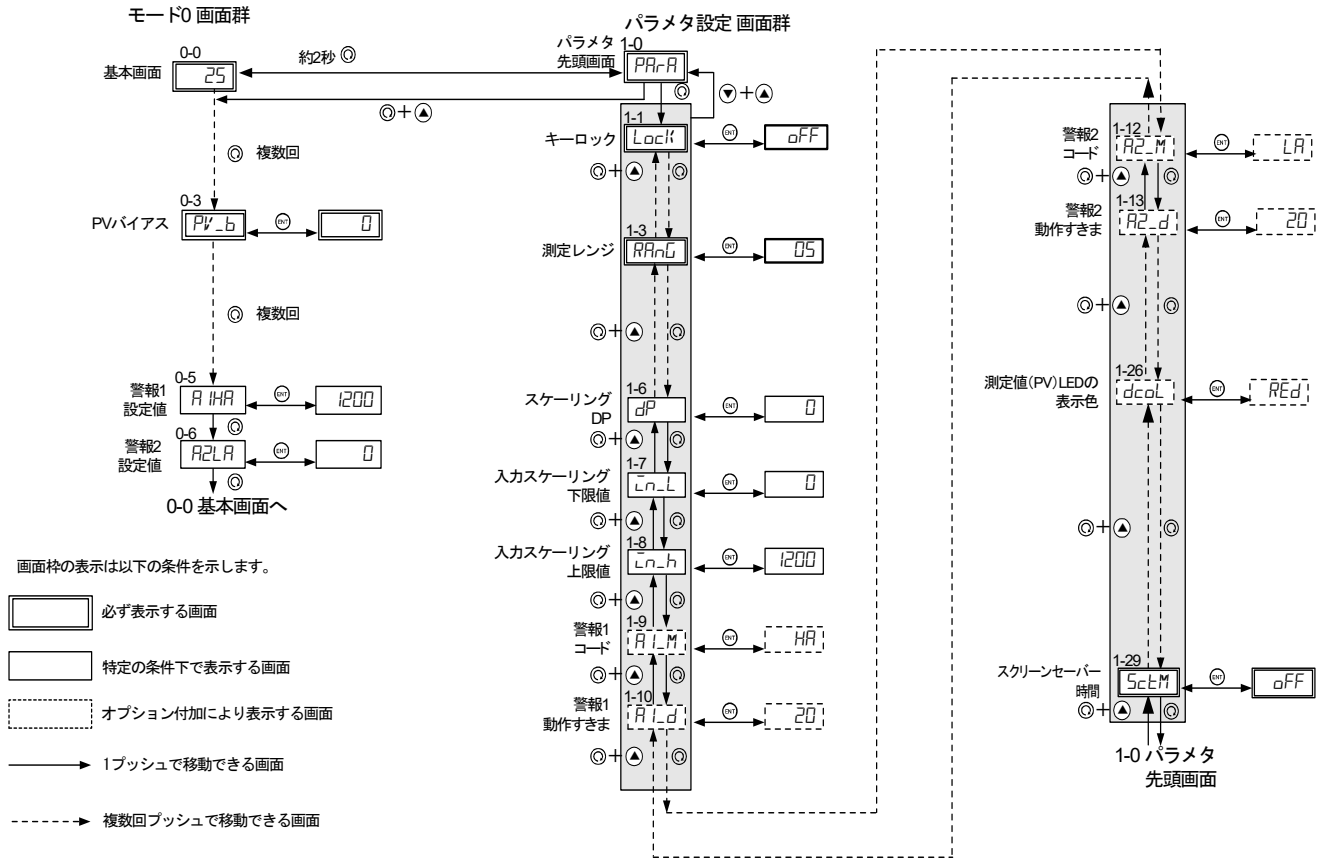 モード0 画面群
0-0
基本画面
25
約2秒
複数回
0-3
PVバイアス
PV_b
ENT
0
複数回
0-5
警報1
設定値
A1HA
ENT
1200
0-6
警報2
設定値
A2LA
ENT
0
0-0 基本画面へ
画面枠の表示は以下の条件を示します。
必ず表示する画面
特定の条件下で表示する画面
オプション付加により表示する画面
1プッシュで移動できる画面
複数回プッシュで移動できる画面
パラメタ設定 画面群
パラメタ
先頭画面
1-0
PArA
▼+▲
+▲
1-1
キーロック
LocK
ENT
oFF
+▲
1-3
測定レンジ
RAnG
ENT
05
+▲
1-6
スケーリング
DP
dP
ENT
0
+▲
1-7
入力スケーリング
下限値
in_L
ENT
0
+▲
1-8
入力スケーリング
上限値
in_h
ENT
1200
+▲
1-9
警報1
コード
A1_M
ENT
HA
+▲
1-10
警報1
動作すきま
A1_d
ENT
20
+▲
1-12
警報2
コード
A2_M
ENT
LA
+▲
1-13
警報2
動作すきま
A2_d
ENT
20
+▲
1-26
測定値(PV)LEDの
表示色
dcoL
ENT
REd
+▲
1-29
スクリーンセーバー
時間
SctM
ENT
oFF
+▲
1-0 パラメタ
先頭画面